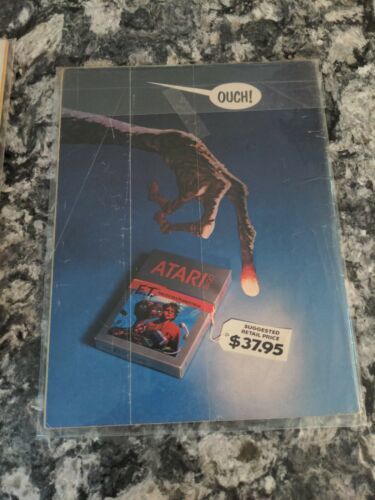 OUCH!
ATARI
E.T.
SUGGESTED
RETAIL PRICE
$37.95